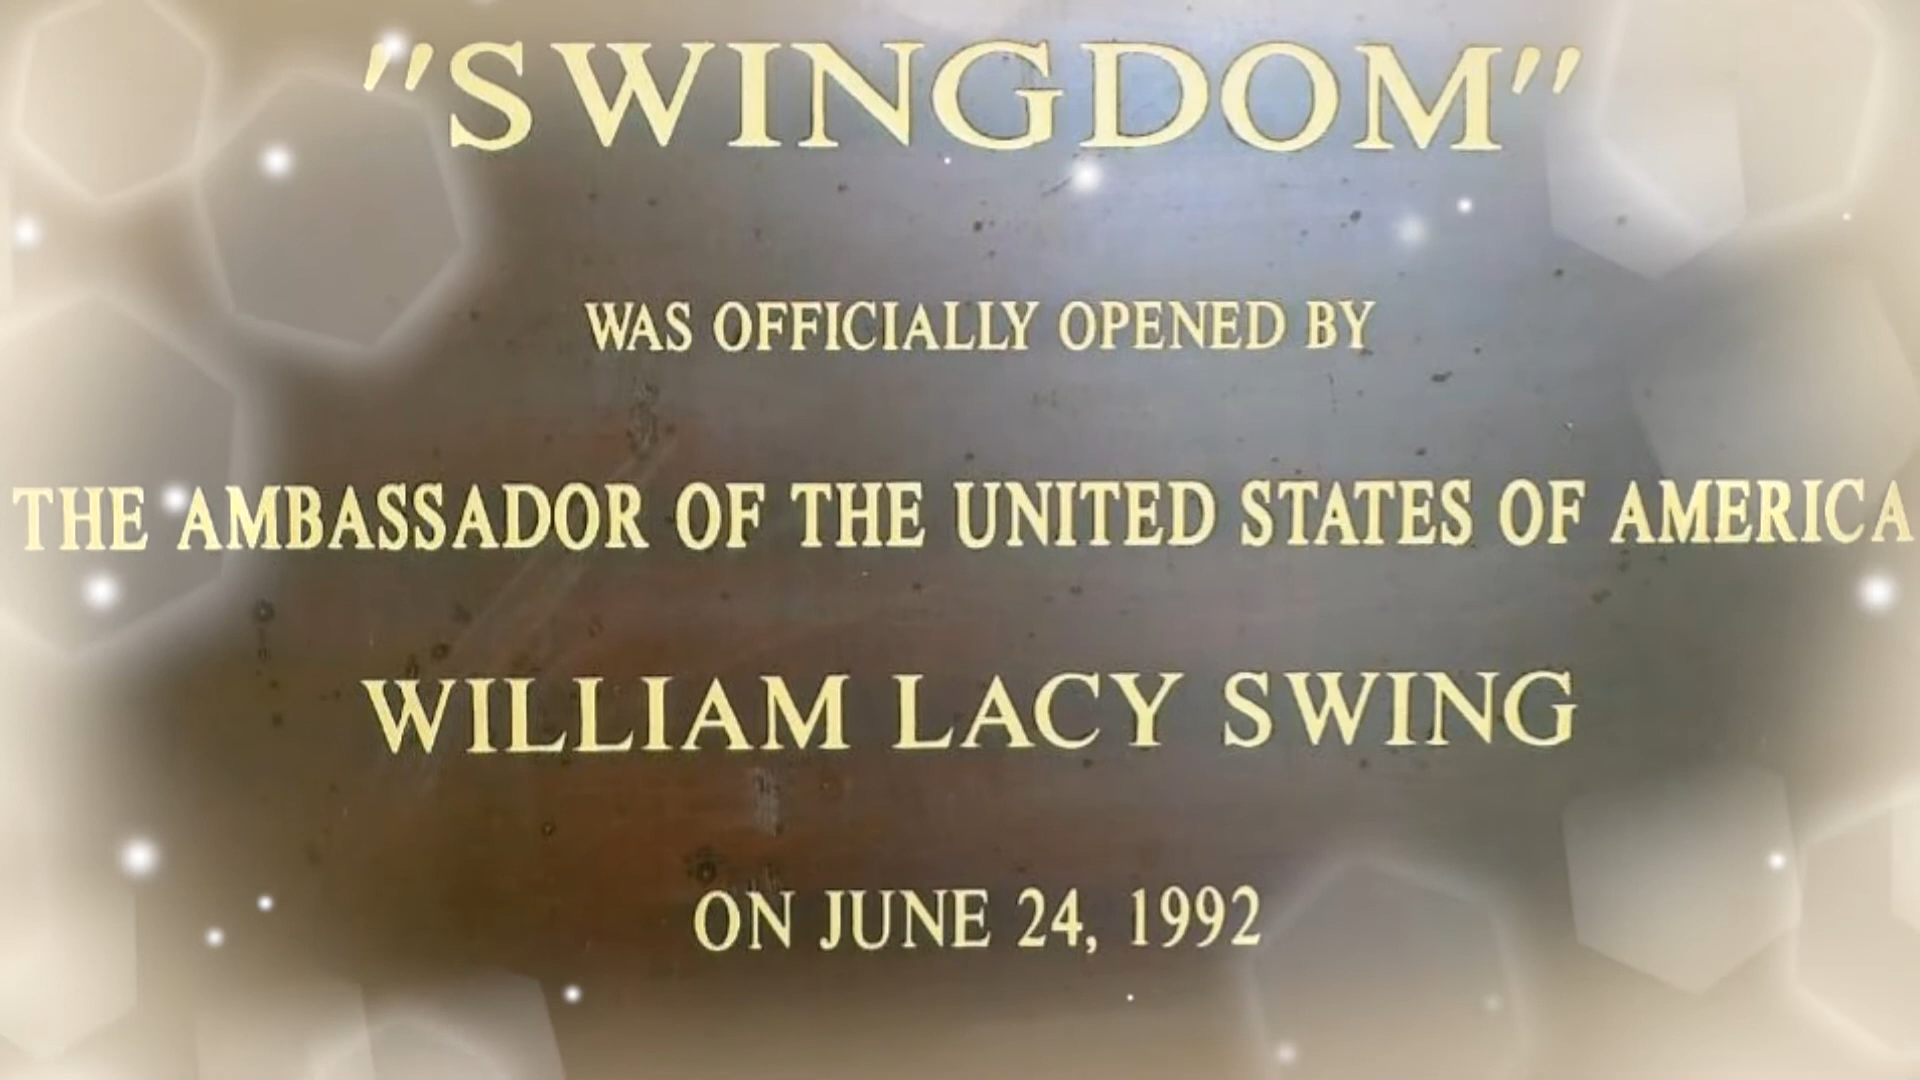 "SWINGDOM"
WAS OFFICIALLY OPENED BY
THE AMBASSADOR OF THE UNITED STATES OF AMERICA
WILLIAM LACY SWING
ON JUNE 24, 1992